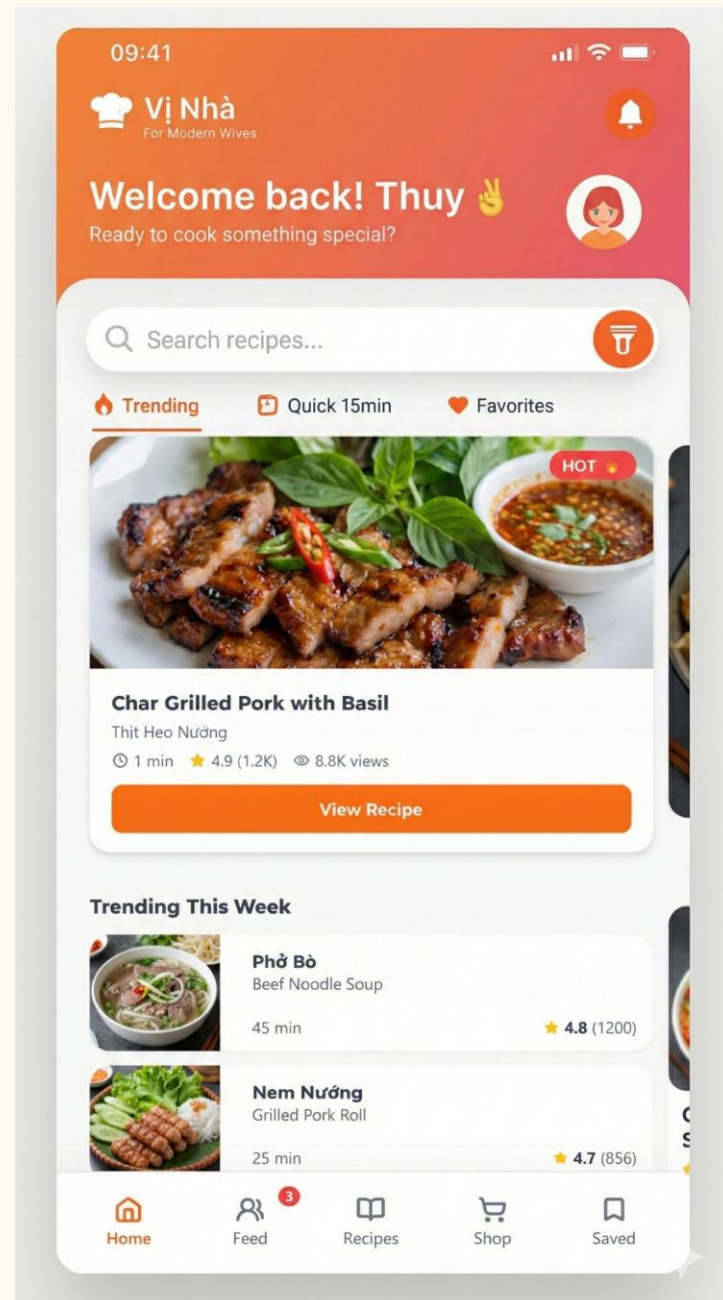 09:41
Vị Nhà
For Modern Wives
Welcome back! Thuy ✌️
Ready to cook something special?
Search recipes...
Trending
Quick 15min
Favorites
HOT 🔥
Char Grilled Pork with Basil
Thịt Heo Nướng
1 min ⭐ 4.9 (1.2K) 8.8K views
View Recipe
Trending This Week
Phở Bò
Beef Noodle Soup
45 min ⭐ 4.8 (1200)
Nem Nướng
Grilled Pork Roll
25 min ⭐ 4.7 (856)
3
Home
Feed
Recipes
Shop
Saved